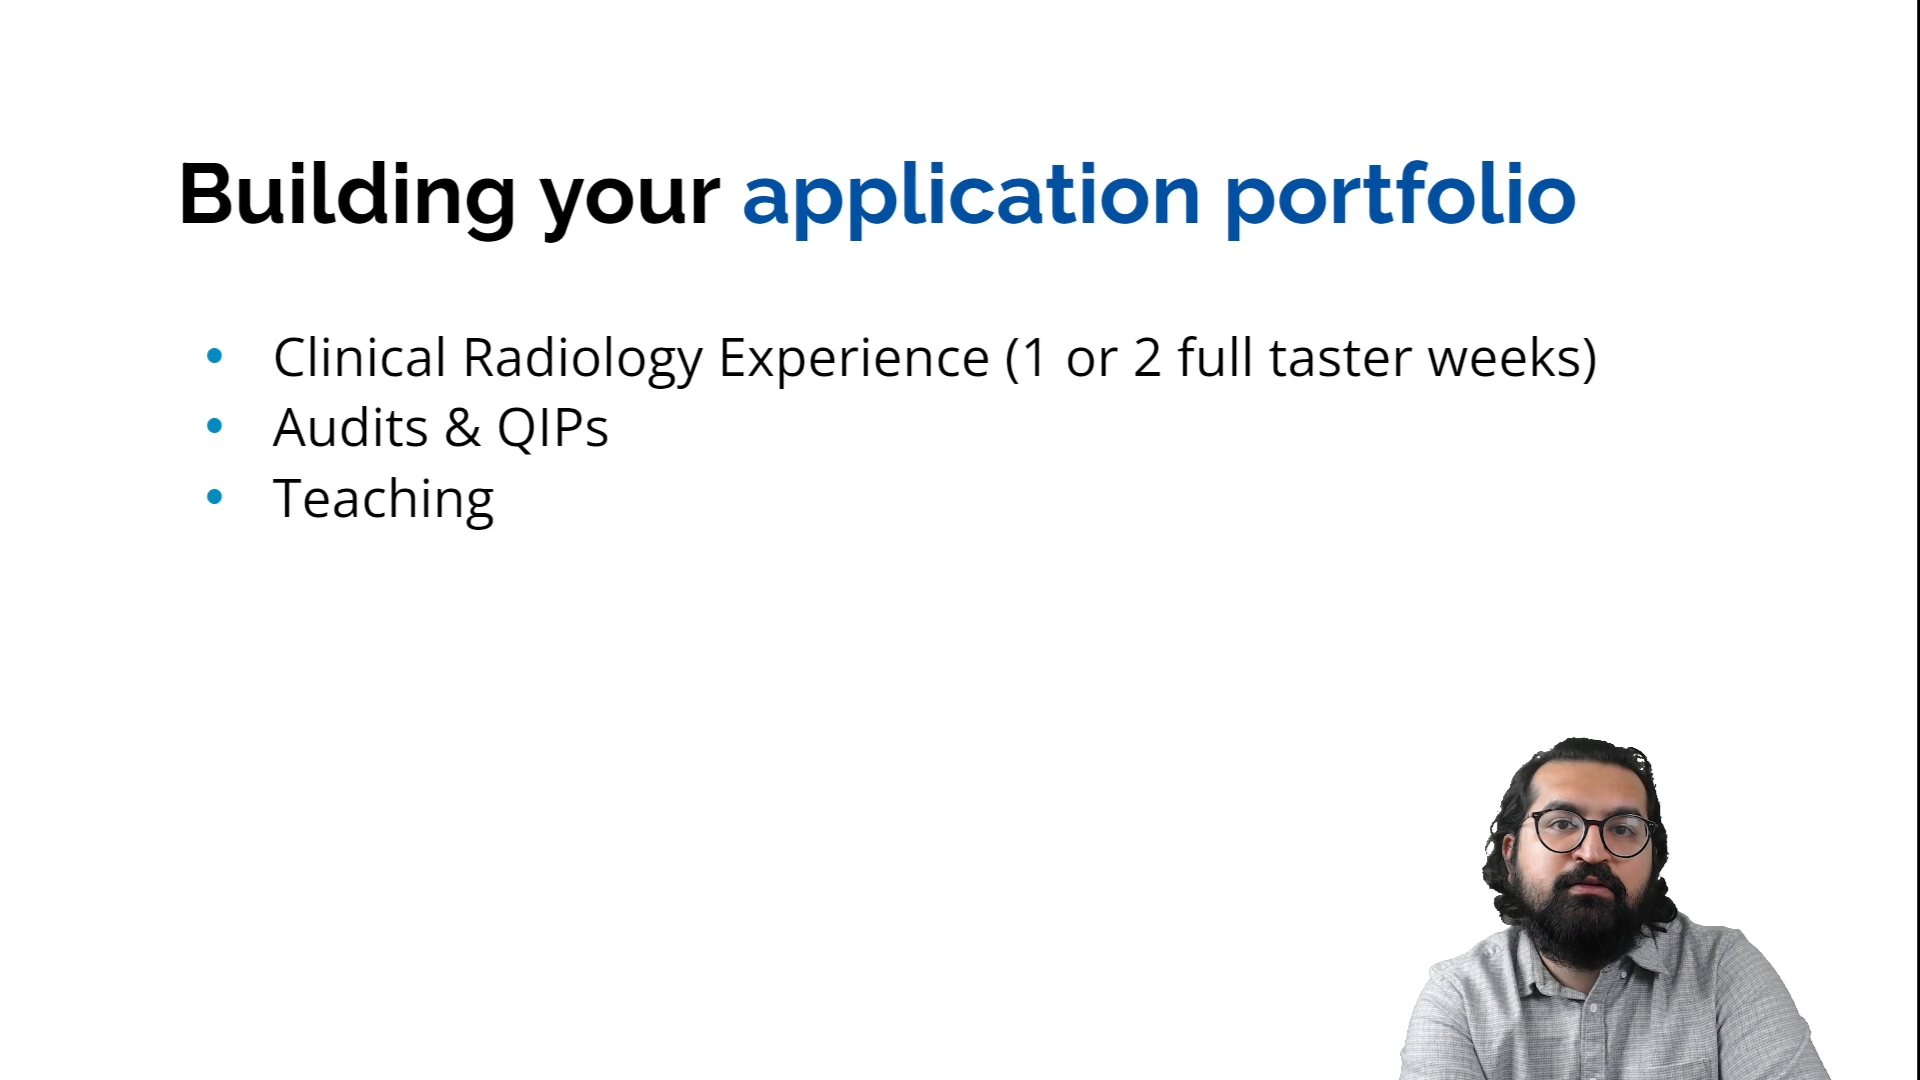 Building your application portfolio
• Clinical Radiology Experience (1 or 2 full taster weeks)
• Audits & QIPs
• Teaching